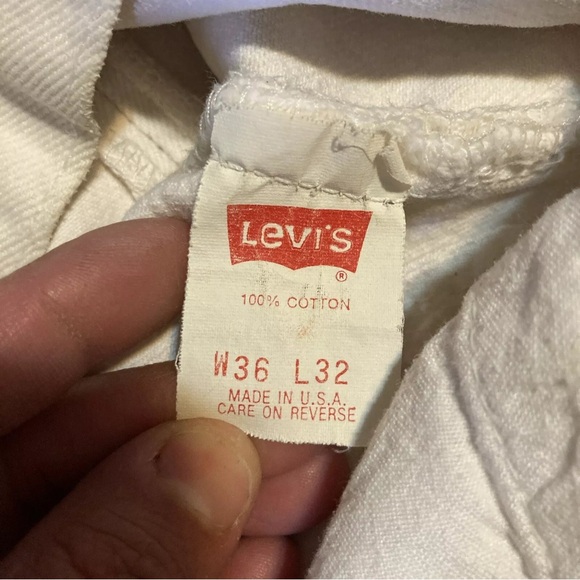 Levi's
®
100% COTTON
W36 L32
MADE IN U.S.A.
CARE ON REVERSE